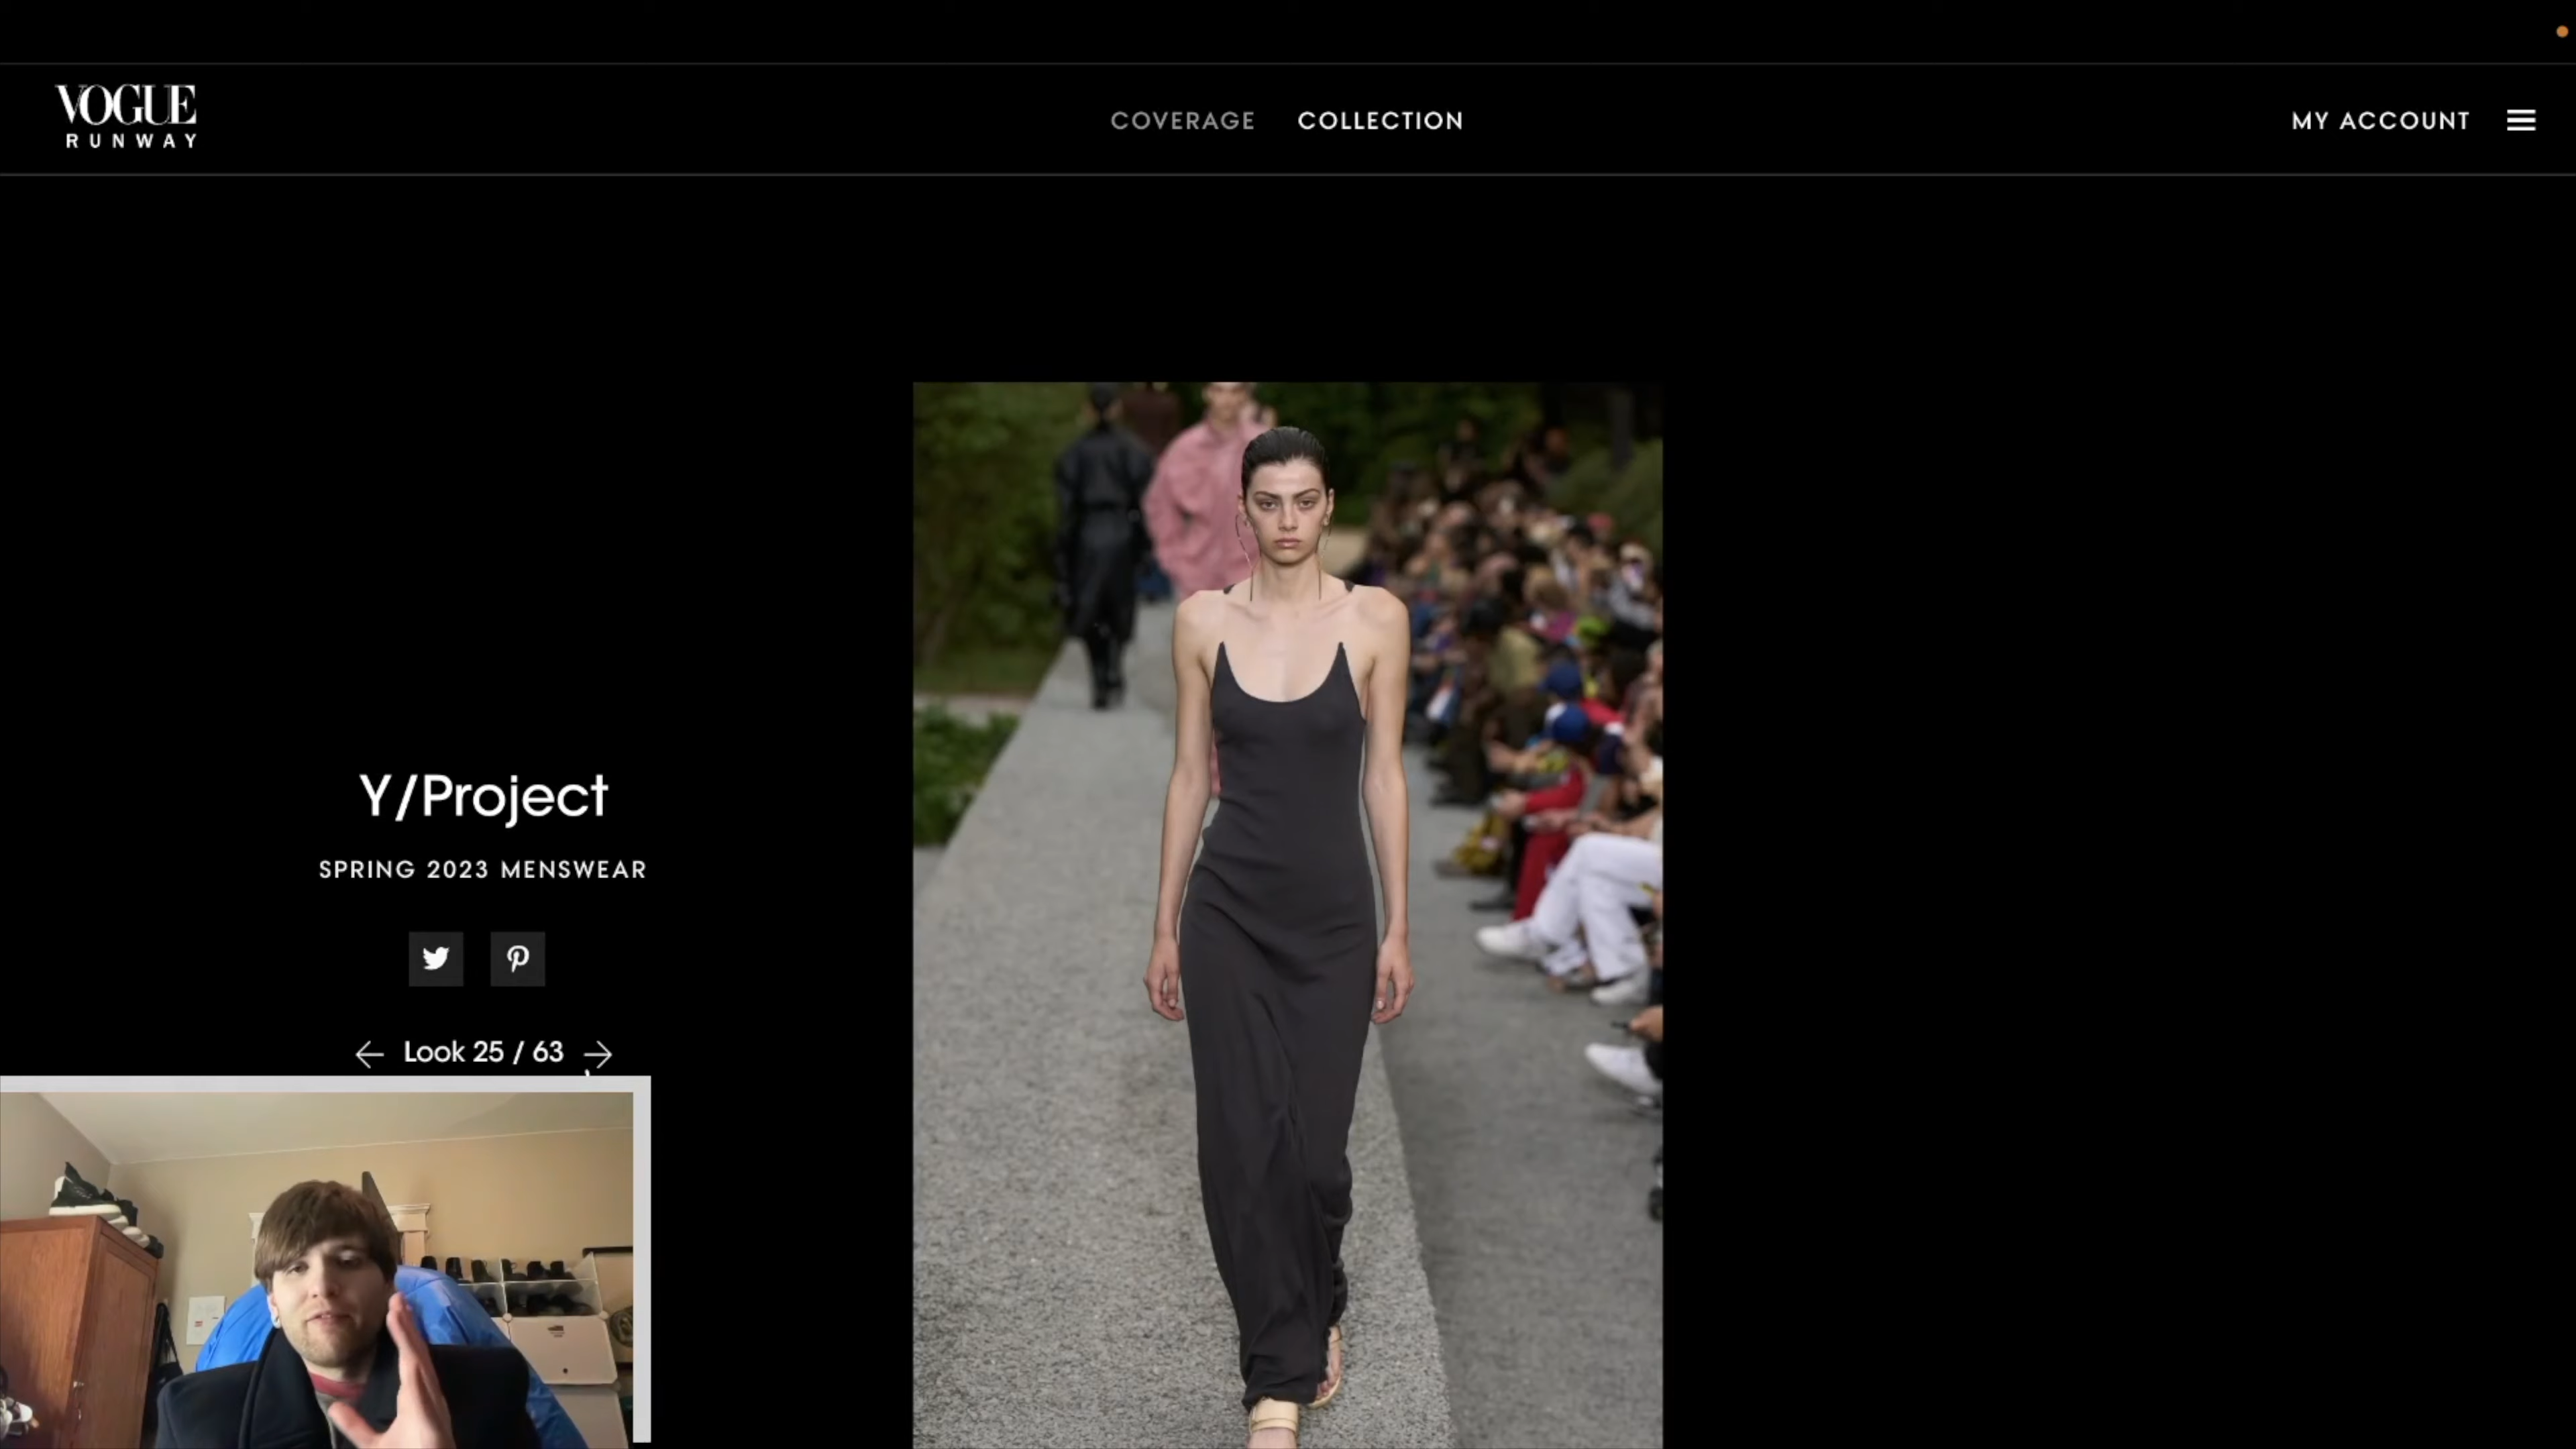 VOGUE
RUNWAY
COVERAGE COLLECTION
MY ACCOUNT
Y/Project
SPRING 2023 MENSWEAR
Look 25 / 63